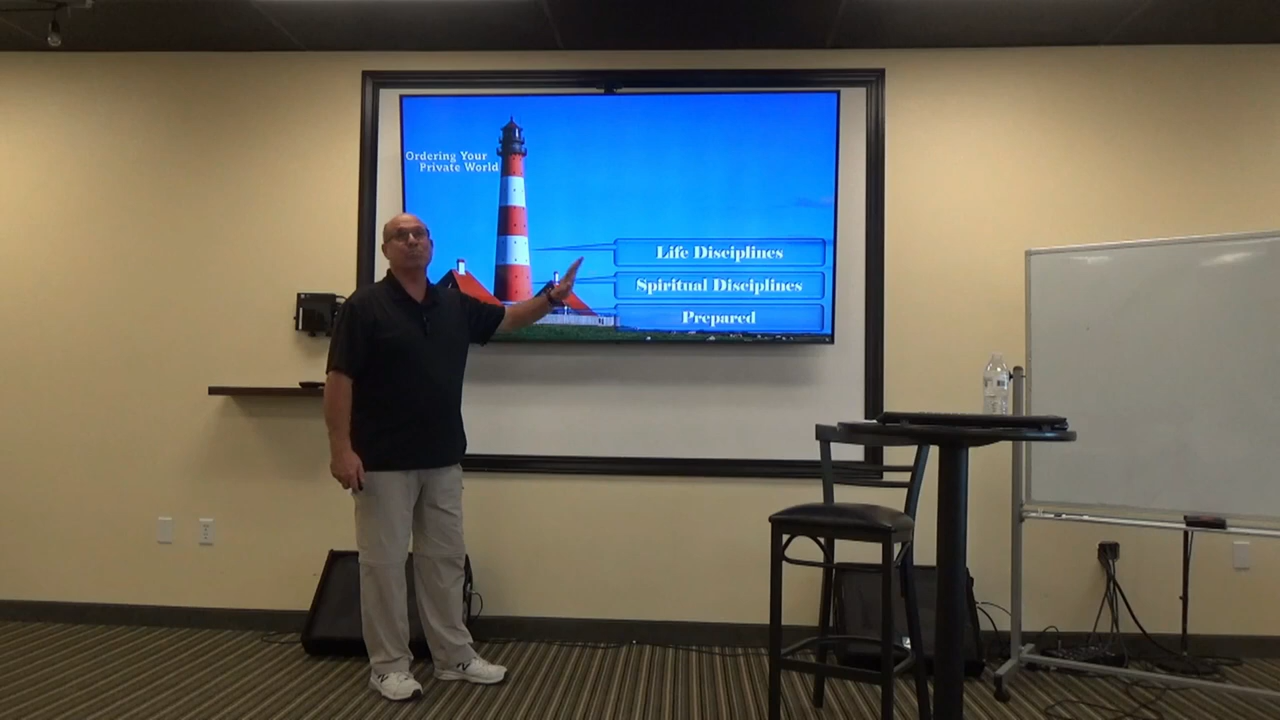 Ordering Your
Private World
Life Disciplines
Spiritual Disciplines
Prepared